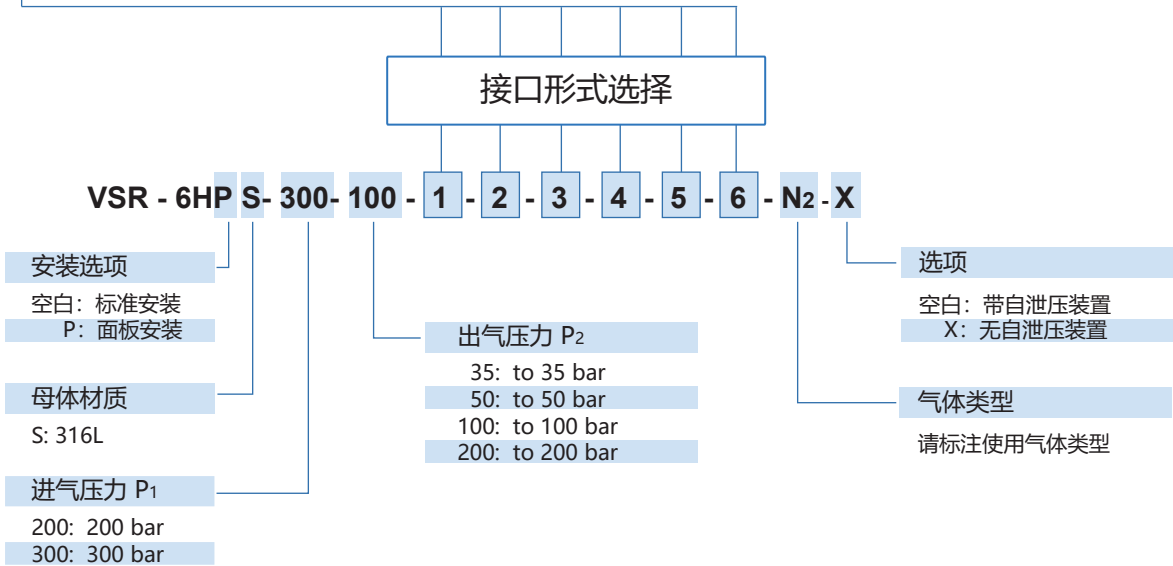 接口形式选择
VSR - 6HP S- 300- 100 - 1 - 2 - 3 - 4 - 5 - 6 - N2 - X
安装选项
空白：标准安装
P：面板安装
母体材质
S: 316L
进气压力 P1
200: 200 bar
300: 300 bar
出气压力 P2
35: to 35 bar
50: to 50 bar
100: to 100 bar
200: to 200 bar
选项
空白：带自泄压装置
X：无自泄压装置
气体类型
请标注使用气体类型